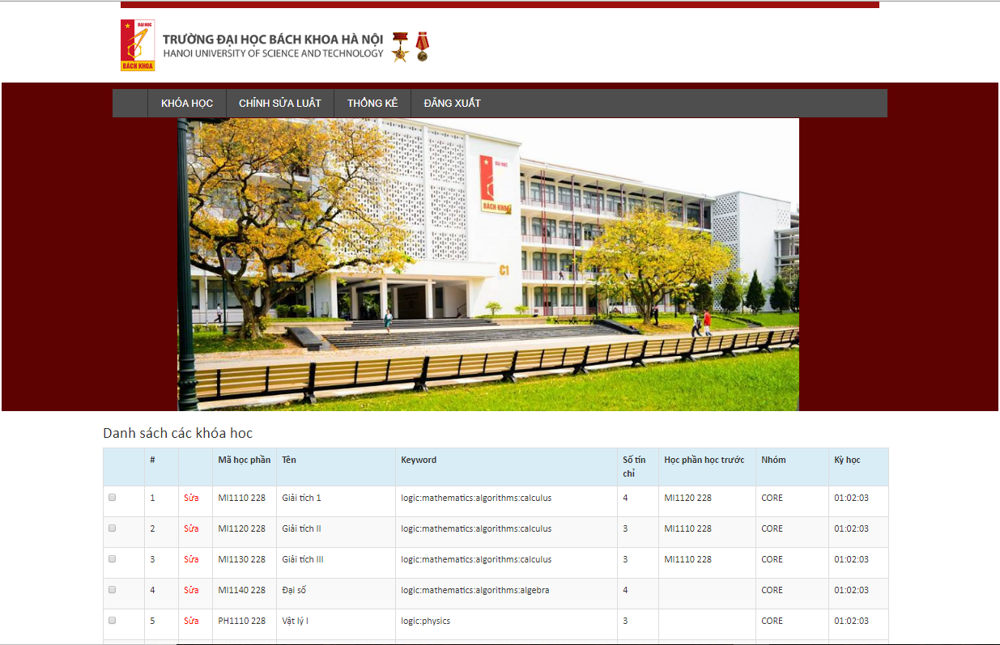 ĐẠI HỌC
BÁCH KHOA
TRƯỜNG ĐẠI HỌC BÁCH KHOA HÀ NỘI
HANOI UNIVERSITY OF SCIENCE AND TECHNOLOGY
KHÓA HỌC CHỈNH SỬA LUẬT THỐNG KÊ ĐĂNG XUẤT
ĐẠI HỌC
BÁCH KHOA
C1
Danh sách các khóa học
# Mã học phần Tên Keyword Số tín chỉ Học phần học trước Nhóm Kỳ học
1 Sửa MI1110 228 Giải tích 1 logic:mathematics:algorithms:calculus 4 MI1120 228 CORE 01:02:03
2 Sửa MI1120 228 Giải tích II logic:mathematics:algorithms:calculus 3 MI1110 228 CORE 01:02:03
3 Sửa MI1130 228 Giải tích III logic:mathematics:algorithms:calculus 3 MI1110 228 CORE 01:02:03
4 Sửa MI1140 228 Đại số logic:mathematics:algorithms:algebra 4 CORE 01:02:03
5 Sửa PH1110 228 Vật lý I logic:physics 3 CORE 01:02:03